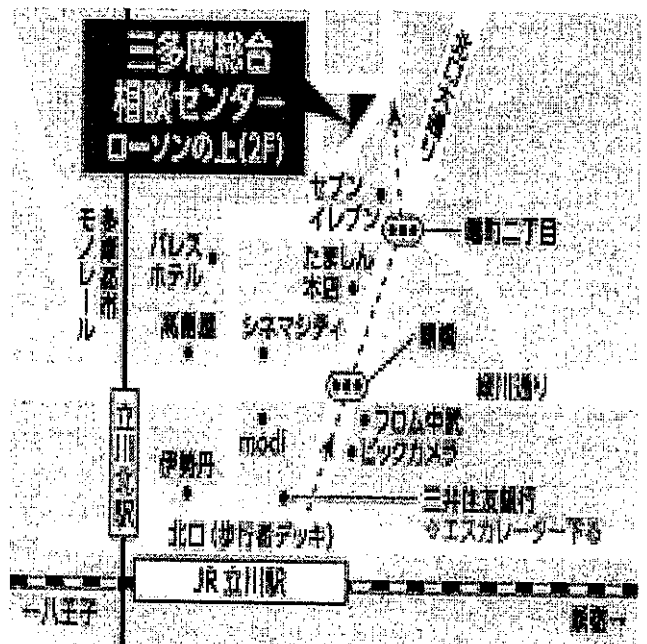 三多摩総合
相談センター
ローソンの上(2F)
北口大通り
セブン
イレブン
曙町二丁目
多摩都市
モノレール
パレス
ホテル
たましん
本店
高島屋
シネマシティ
緑川通り
立川北駅
modi
フロム中武
ビックカメラ
伊勢丹
三井住友銀行
北口(歩行者デッキ)
エスカレーター下る
JR立川駅
←八王子